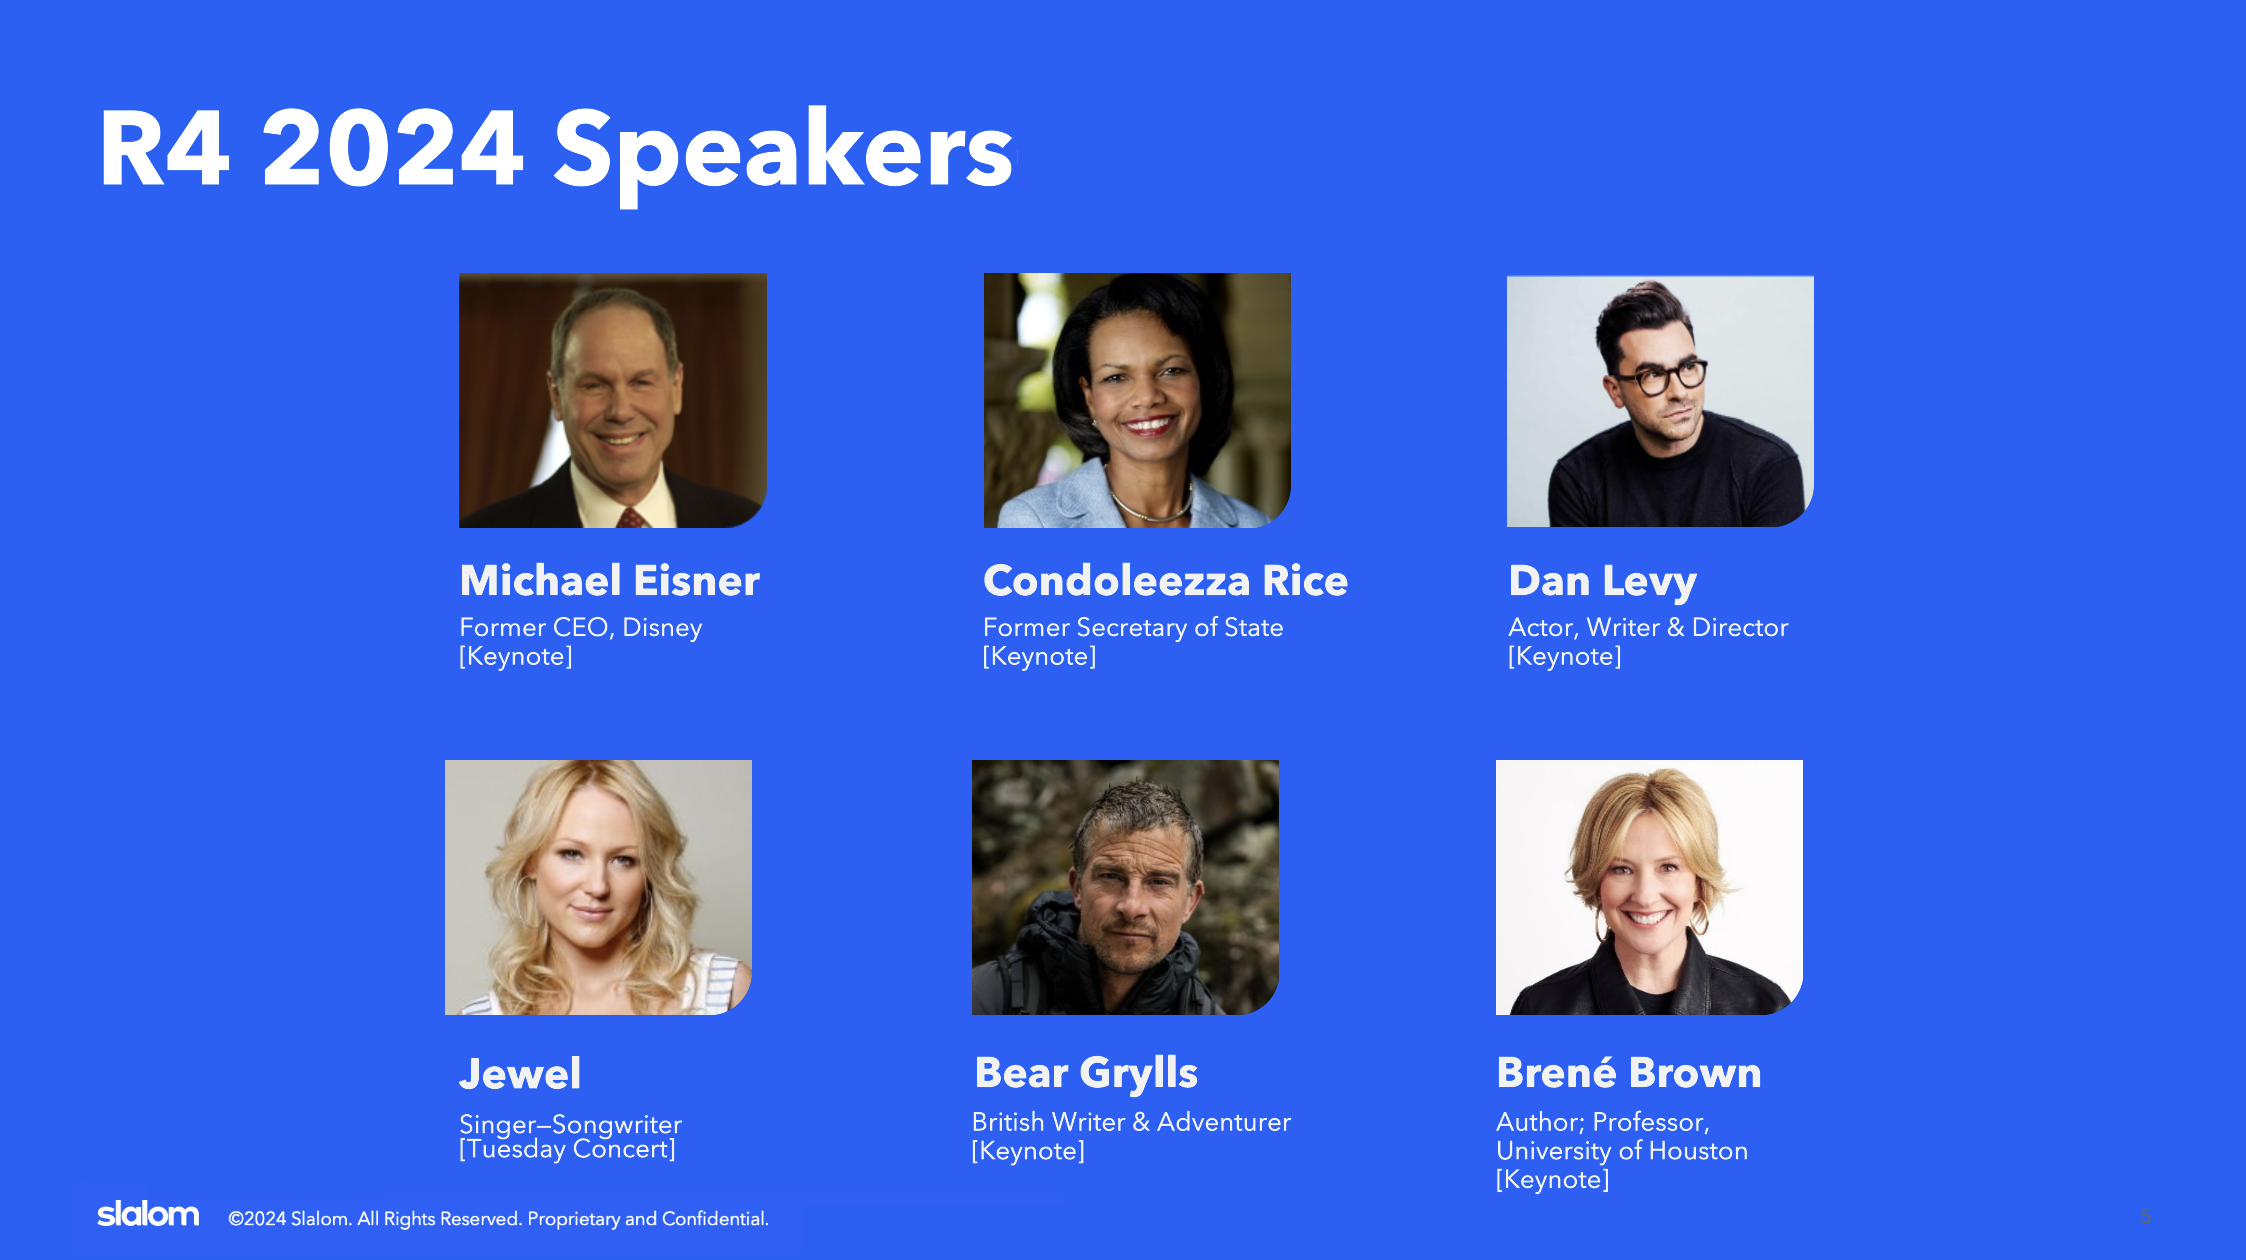 R4 2024 Speakers
Michael Eisner
Former CEO, Disney
[Keynote]
Condoleezza Rice
Former Secretary of State
[Keynote]
Dan Levy
Actor, Writer & Director
[Keynote]
Jewel
Singer–Songwriter
[Tuesday Concert]
Bear Grylls
British Writer & Adventurer
[Keynote]
Brené Brown
Author; Professor,
University of Houston
[Keynote]
slalom ©2024 Slalom. All Rights Reserved. Proprietary and Confidential.
5